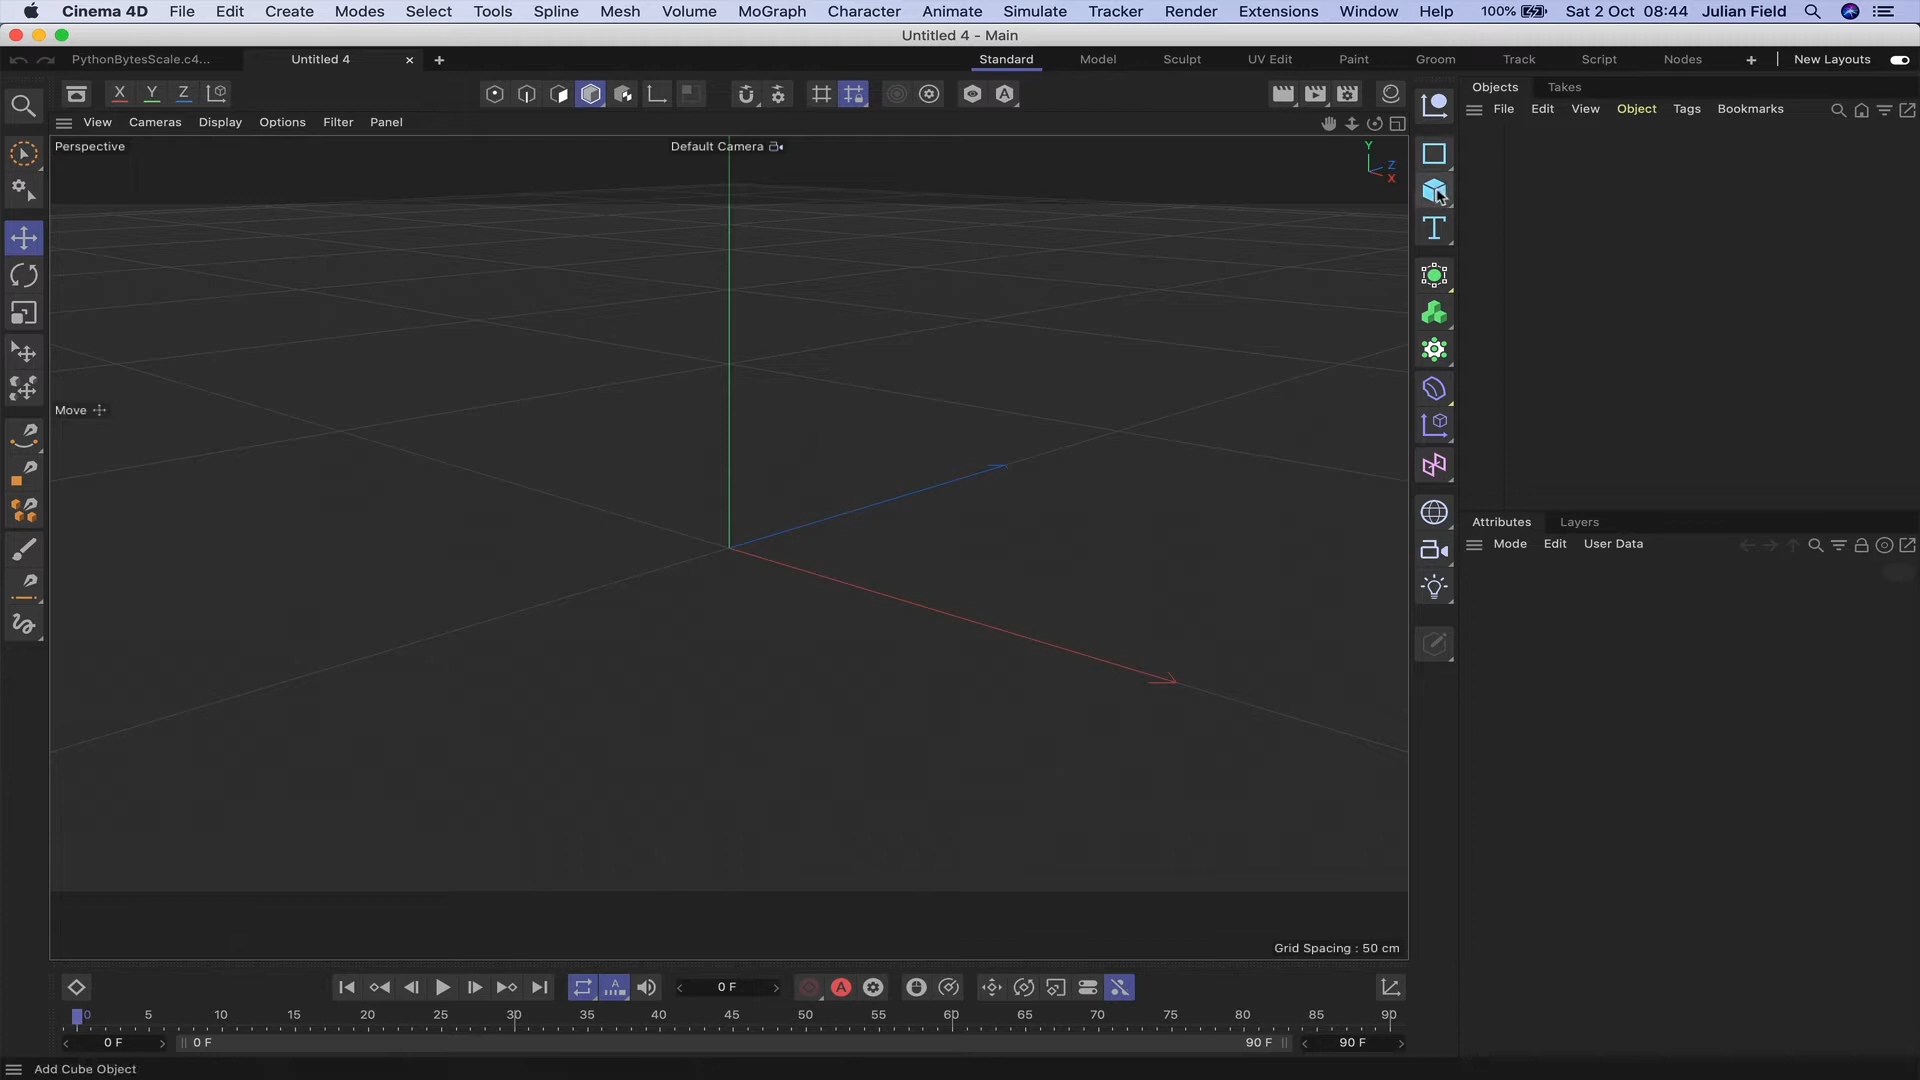 Cinema 4D File Edit Create Modes Select Tools Spline Mesh Volume MoGraph Character Animate Simulate Tracker Render Extensions Window Help 100% Sat 2 Oct 08:44 Julian Field
Untitled 4 - Main
PythonBytesScale.c4... Untitled 4 × + Standard Model Sculpt UV Edit Paint Groom Track Script Nodes + New Layouts
Objects Takes
X Y Z
File Edit View Object Tags Bookmarks
View Cameras Display Options Filter Panel
Perspective Default Camera
Y
Z
X
Move
Attributes Layers
Mode Edit User Data
Grid Spacing : 50 cm
0 F
0 5 10 15 20 25 30 35 40 45 50 55 60 65 70 75 80 85 90
0 F 0 F 90 F 90 F
Add Cube Object